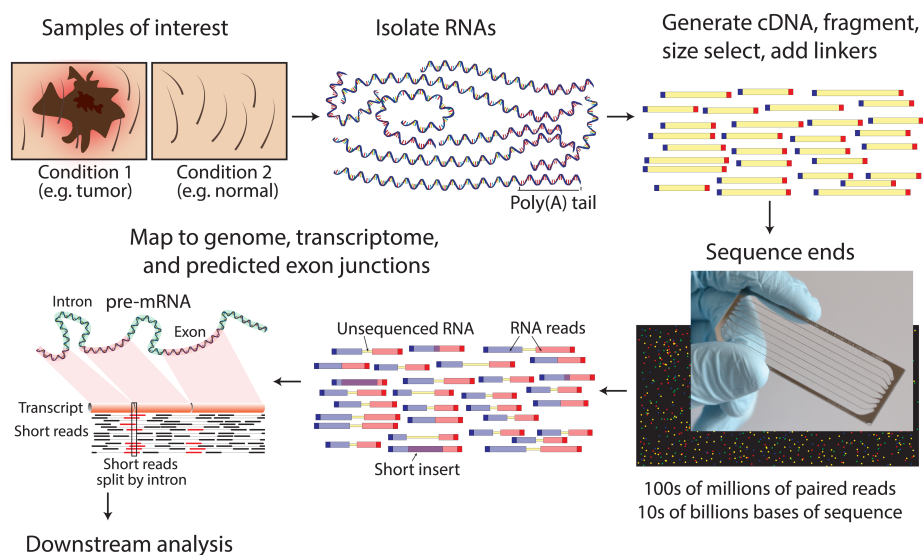 Samples of interest
Condition 1
(e.g. tumor)
Condition 2
(e.g. normal)
Isolate RNAs
Poly(A) tail
Generate cDNA, fragment,
size select, add linkers
Sequence ends
100s of millions of paired reads
10s of billions bases of sequence
Unsequenced RNA
RNA reads
Short insert
Map to genome, transcriptome,
and predicted exon junctions
Intron
pre-mRNA
Exon
Transcript
Short reads
Short reads
split by intron
Downstream analysis